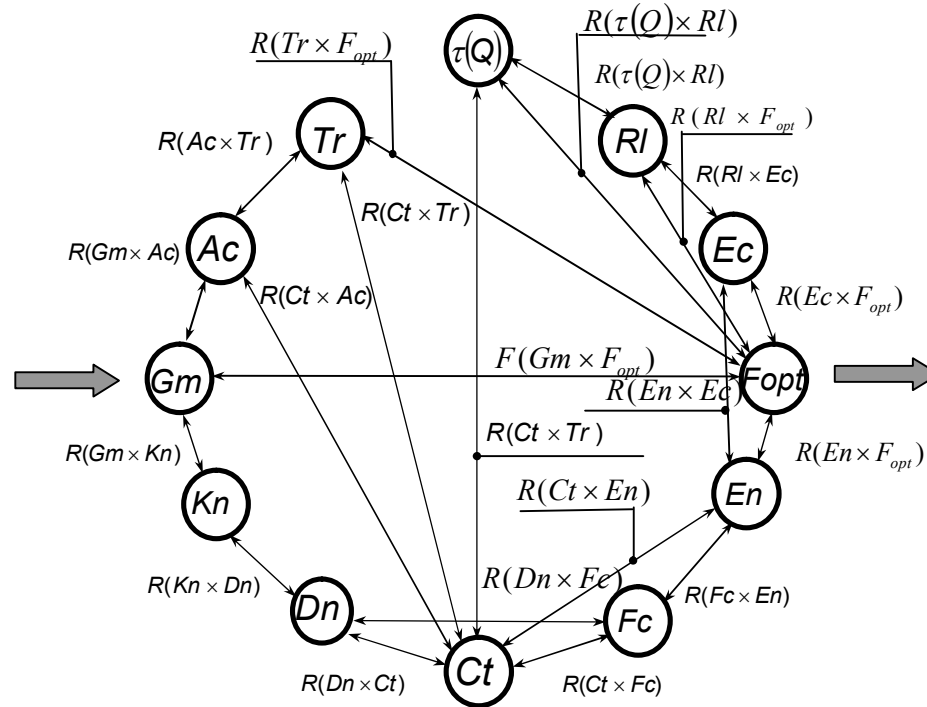 R(τ(Q)×Rl)
R(Tr×F_opt)
τ(Q)
R(τ(Q)×Rl)
R(Rl×F_opt)
R(Ac×Tr)
Tr
Rl
R(Rl×Ec)
R(Ct×Tr)
R(Gm×Ac)
Ac
Ec
R(Ct×Ac)
R(Ec×F_opt)
F(Gm×F_opt)
Gm
Fopt
R(En×Ec)
R(Gm×Kn)
R(Ct×Tr)
R(En×F_opt)
Kn
R(Ct×En)
En
R(Kn×Dn)
R(Dn×Fc)
R(Fc×En)
Dn
Fc
Ct
R(Dn×Ct)
R(Ct×Fc)